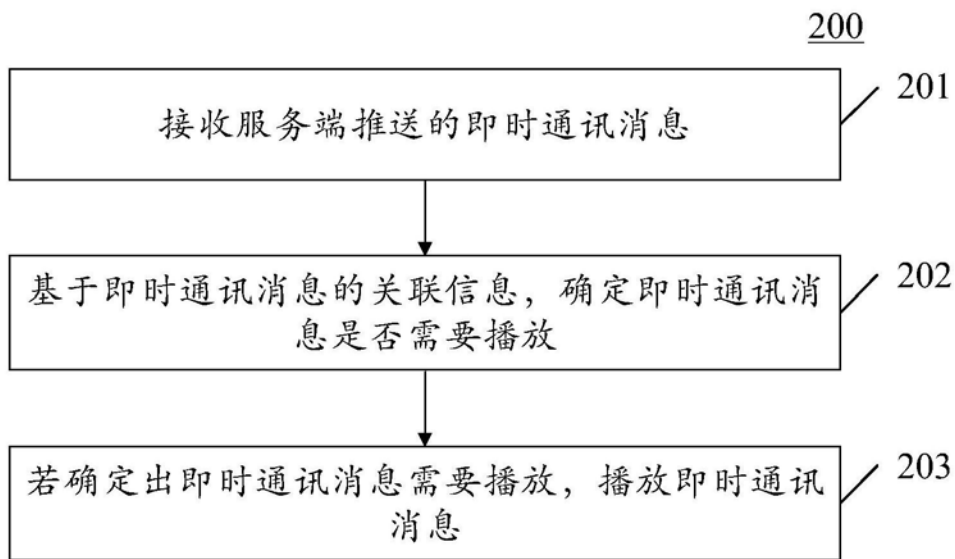 200
201
接收服务端推送的即时通讯消息
202
基于即时通讯消息的关联信息，确定即时通讯消
息是否需要播放
203
若确定出即时通讯消息需要播放，播放即时通讯
消息